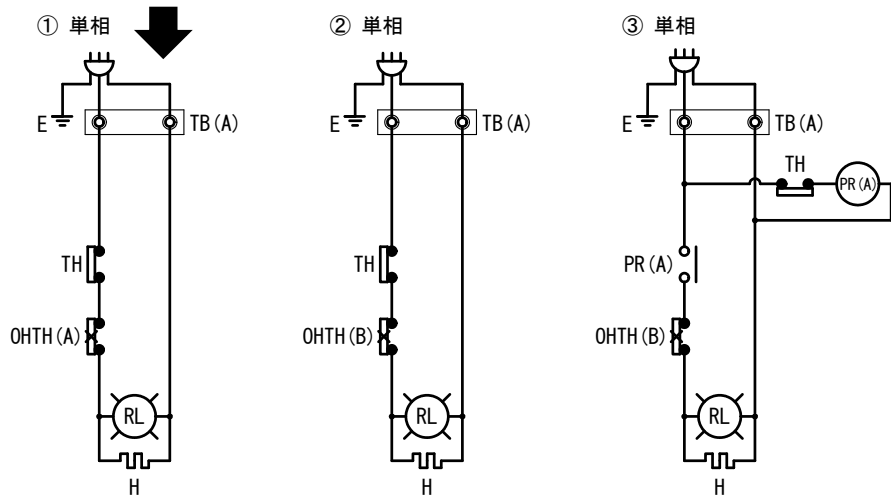 ① 単相
E
TB(A)
TH
OHTH(A)
RL
H
② 単相
E
TB(A)
TH
OHTH(B)
RL
H
③ 単相
E
TB(A)
TH
PR(A)
PR(A)
OHTH(B)
RL
H